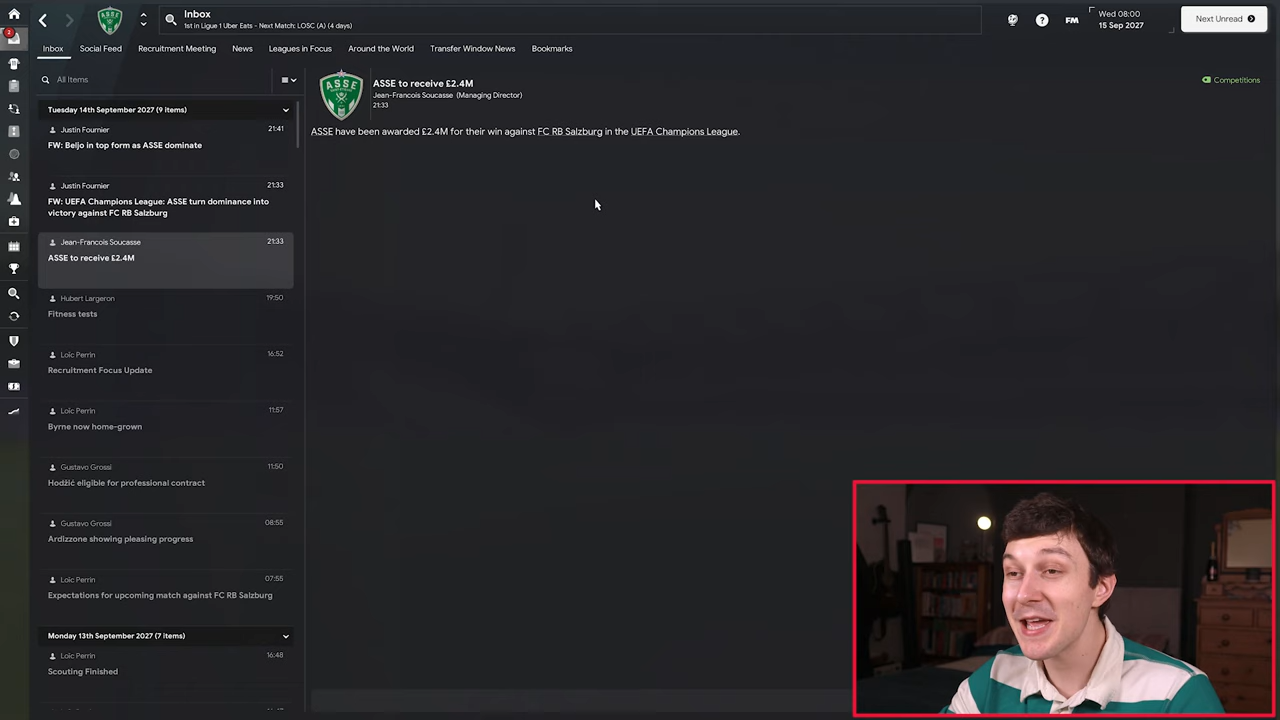 Inbox
1st in Ligue 1 Uber Eats - Next Match: LOSC (A) (4 days)
2
FM
Wed 08:00
15 Sep 2027
Next Unread
Inbox
Social Feed
Recruitment Meeting
News
Leagues in Focus
Around the World
Transfer Window News
Bookmarks
All Items
Tuesday 14th September 2027 (9 items)
Justin Fournier
21:41
FW: Beljo in top form as ASSE dominate
Justin Fournier
21:33
FW: UEFA Champions League: ASSE turn dominance into
victory against FC RB Salzburg
Jean-Francois Soucasse
21:33
ASSE to receive £2.4M
Hubert Largeron
19:50
Fitness tests
Loïc Perrin
16:52
Recruitment Focus Update
Loïc Perrin
11:57
Byrne now home-grown
Gustavo Grossi
11:50
Hodžić eligible for professional contract
Gustavo Grossi
08:55
Ardizzone showing pleasing progress
Loïc Perrin
07:55
Expectations for upcoming match against FC RB Salzburg
Monday 13th September 2027 (7 items)
Loïc Perrin
16:48
Scouting Finished
ASSE
ASSE to receive £2.4M
Jean-Francois Soucasse (Managing Director)
21:33
Competitions
ASSE have been awarded £2.4M for their win against FC RB Salzburg in the UEFA Champions League.